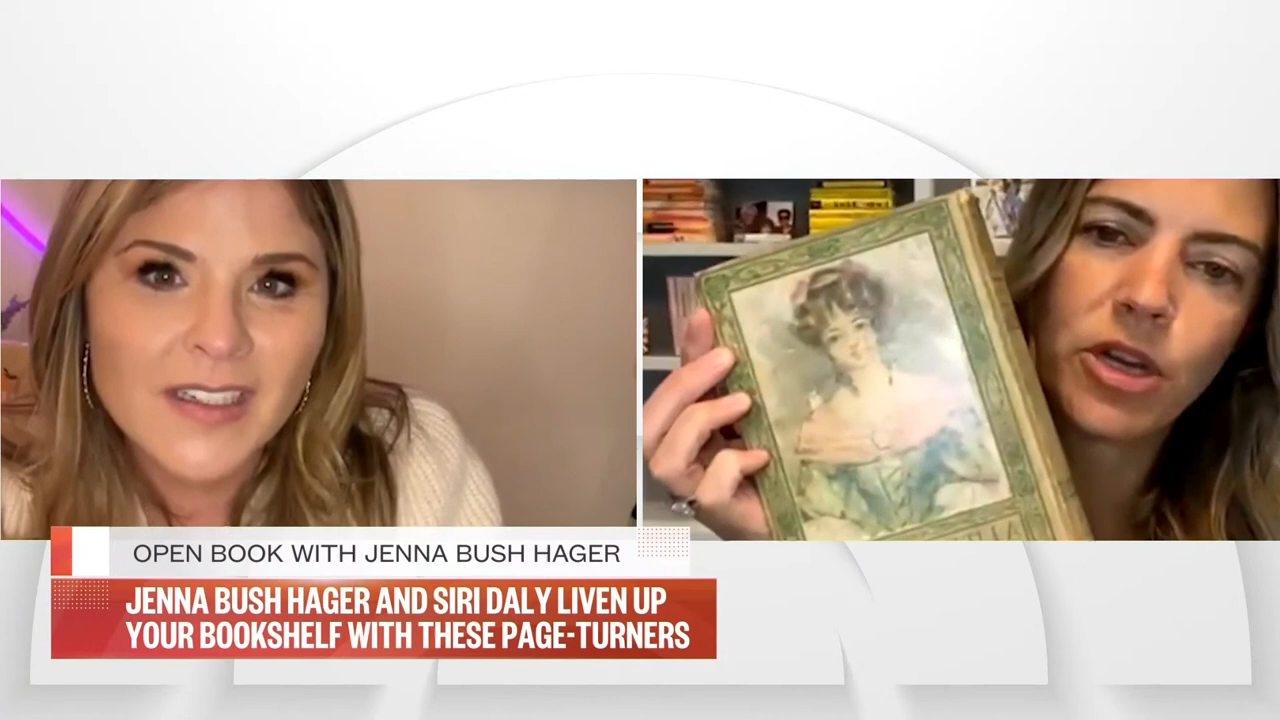 OPEN BOOK WITH JENNA BUSH HAGER
JENNA BUSH HAGER AND SIRI DALY LIVEN UP
YOUR BOOKSHELF WITH THESE PAGE-TURNERS